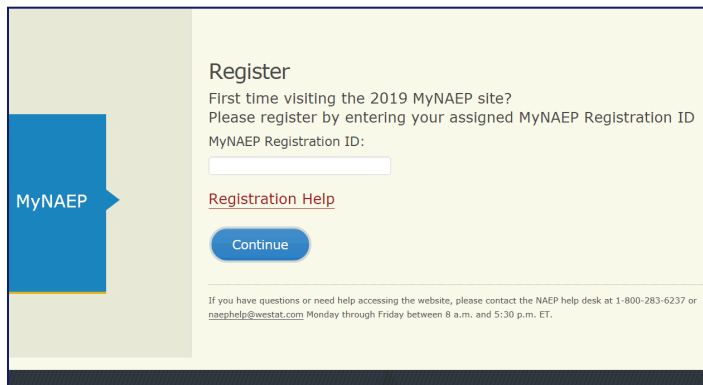 Register
First time visiting the 2019 MyNAEP site?
Please register by entering your assigned MyNAEP Registration ID
MyNAEP Registration ID:
MyNAEP
Registration Help
Continue
If you have questions or need help accessing the website, please contact the NAEP help desk at 1-800-283-6237 or
naephelp@westat.com Monday through Friday between 8 a.m. and 5:30 p.m. ET.